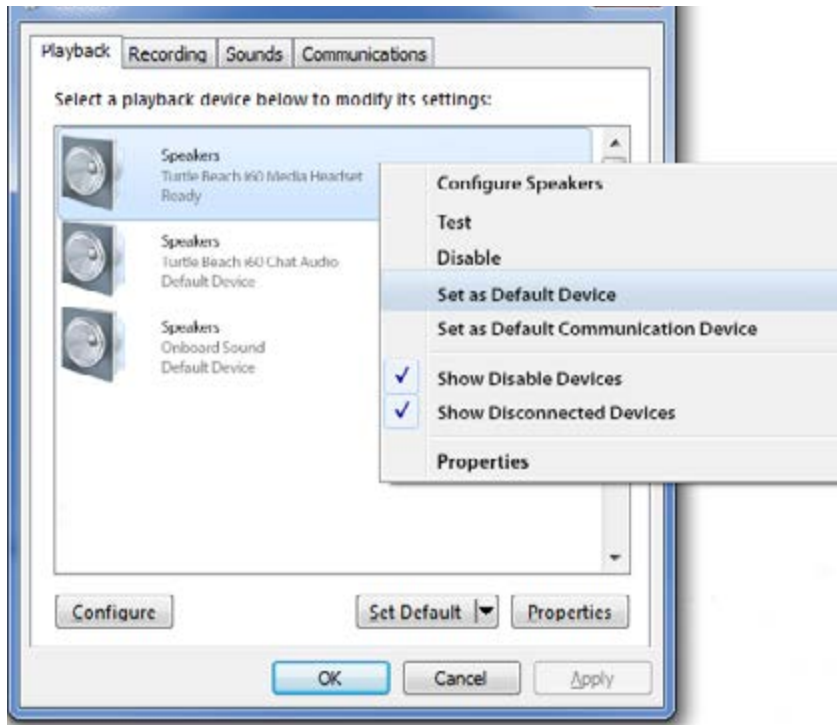 Playback Recording Sounds Communications
Select a playback device below to modify its settings:
Speakers
Turtle Beach i60 Media Headset
Ready
Speakers
Turtle Beach i60 Chat Audio
Default Device
Speakers
Onboard Sound
Default Device
Configure Speakers
Test
Disable
Set as Default Device
Set as Default Communication Device
Show Disable Devices
Show Disconnected Devices
Properties
Configure Set Default Properties
OK Cancel Apply